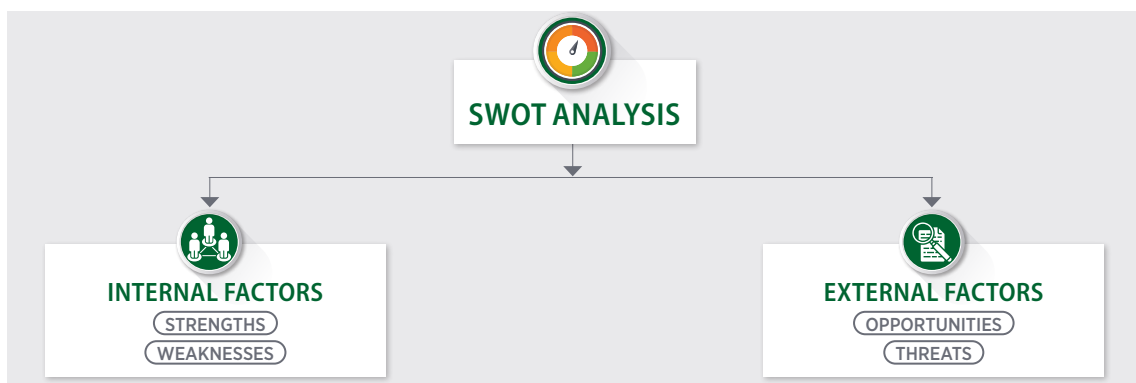 SWOT ANALYSIS
INTERNAL FACTORS
STRENGTHS
WEAKNESSES
EXTERNAL FACTORS
OPPORTUNITIES
THREATS